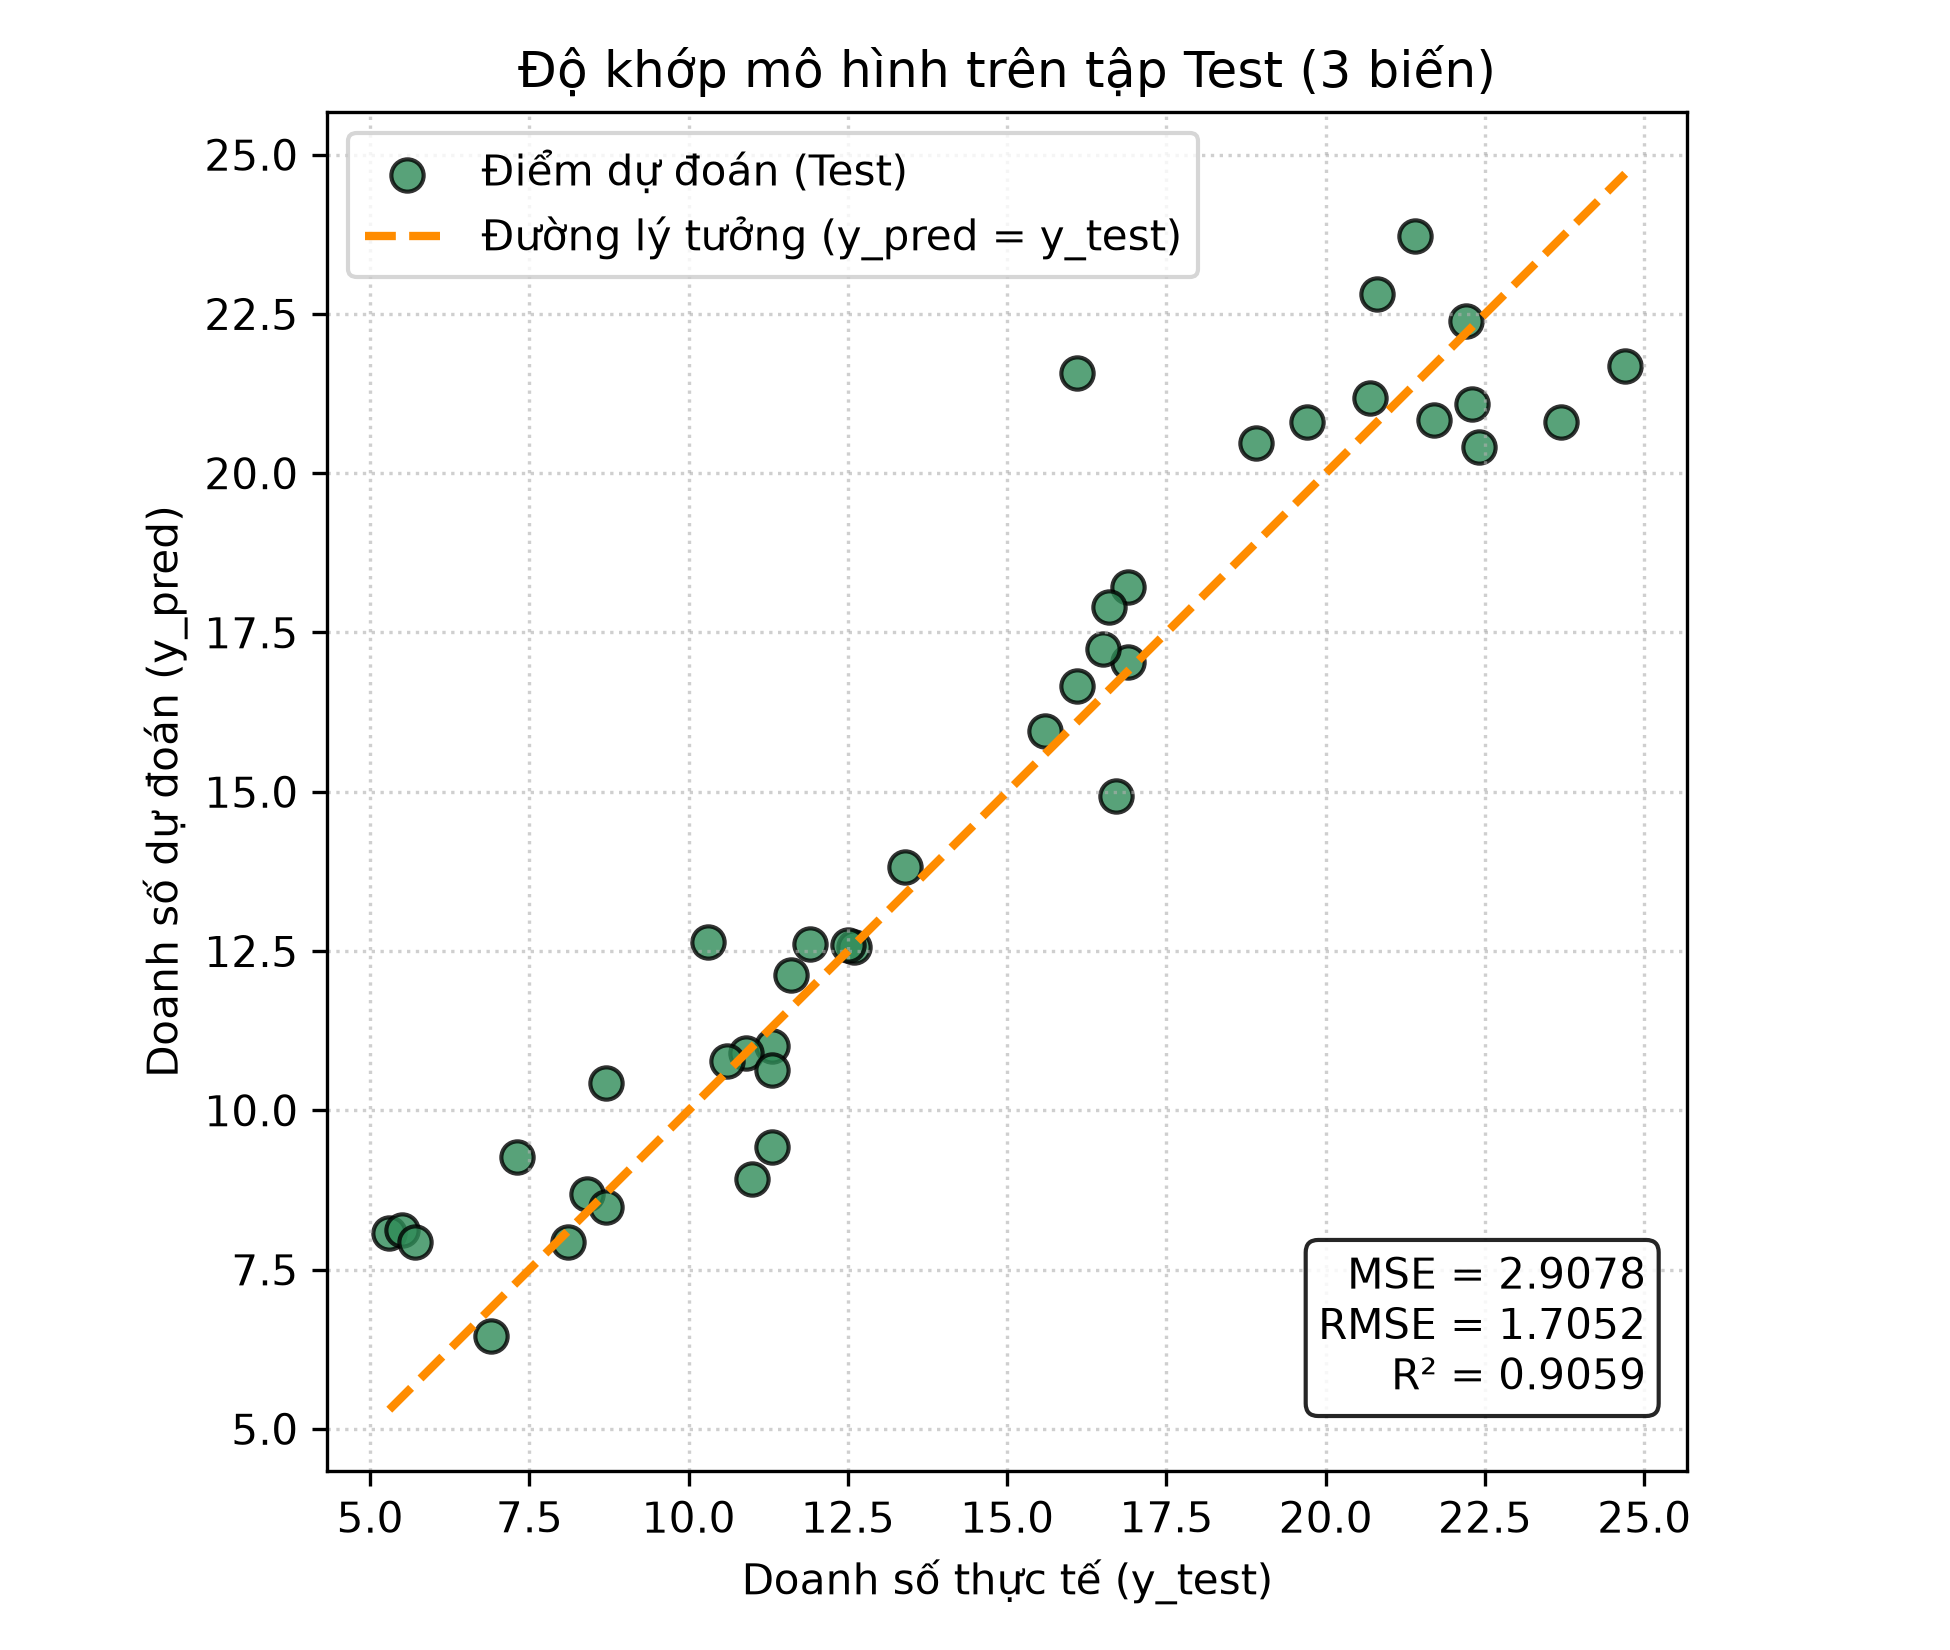 Độ khớp mô hình trên tập Test (3 biến)
Điểm dự đoán (Test)
Đường lý tưởng (y_pred = y_test)
25.0
22.5
20.0
17.5
15.0
12.5
10.0
7.5
5.0
Doanh số dự đoán (y_pred)
MSE = 2.9078
RMSE = 1.7052
R² = 0.9059
5.0 7.5 10.0 12.5 15.0 17.5 20.0 22.5 25.0
Doanh số thực tế (y_test)